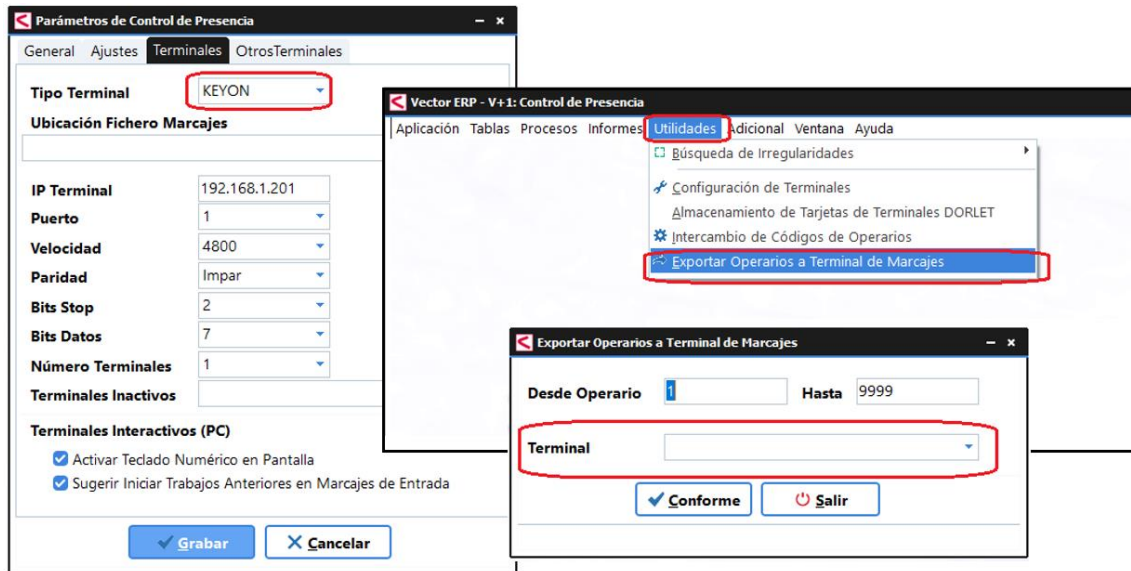 Parámetros de Control de Presencia
General Ajustes Terminales OtrosTerminales
Tipo Terminal KEYON
Ubicación Fichero Marcajes
IP Terminal 192.168.1.201
Puerto 1
Velocidad 4800
Paridad Impar
Bits Stop 2
Bits Datos 7
Número Terminales 1
Terminales Inactivos
Terminales Interactivos (PC)
Activar Teclado Numérico en Pantalla
Sugerir Iniciar Trabajos Anteriores en Marcajes de Entrada
Grabar Cancelar
Vector ERP - V+1: Control de Presencia
Aplicación Tablas Procesos Informes Utilidades Adicional Ventana Ayuda
Búsqueda de Irregularidades
Configuración de Terminales
Almacenamiento de Tarjetas de Terminales DORLET
Intercambio de Códigos de Operarios
Exportar Operarios a Terminal de Marcajes
Exportar Operarios a Terminal de Marcajes
Desde Operario 1 Hasta 9999
Terminal
Conforme Salir